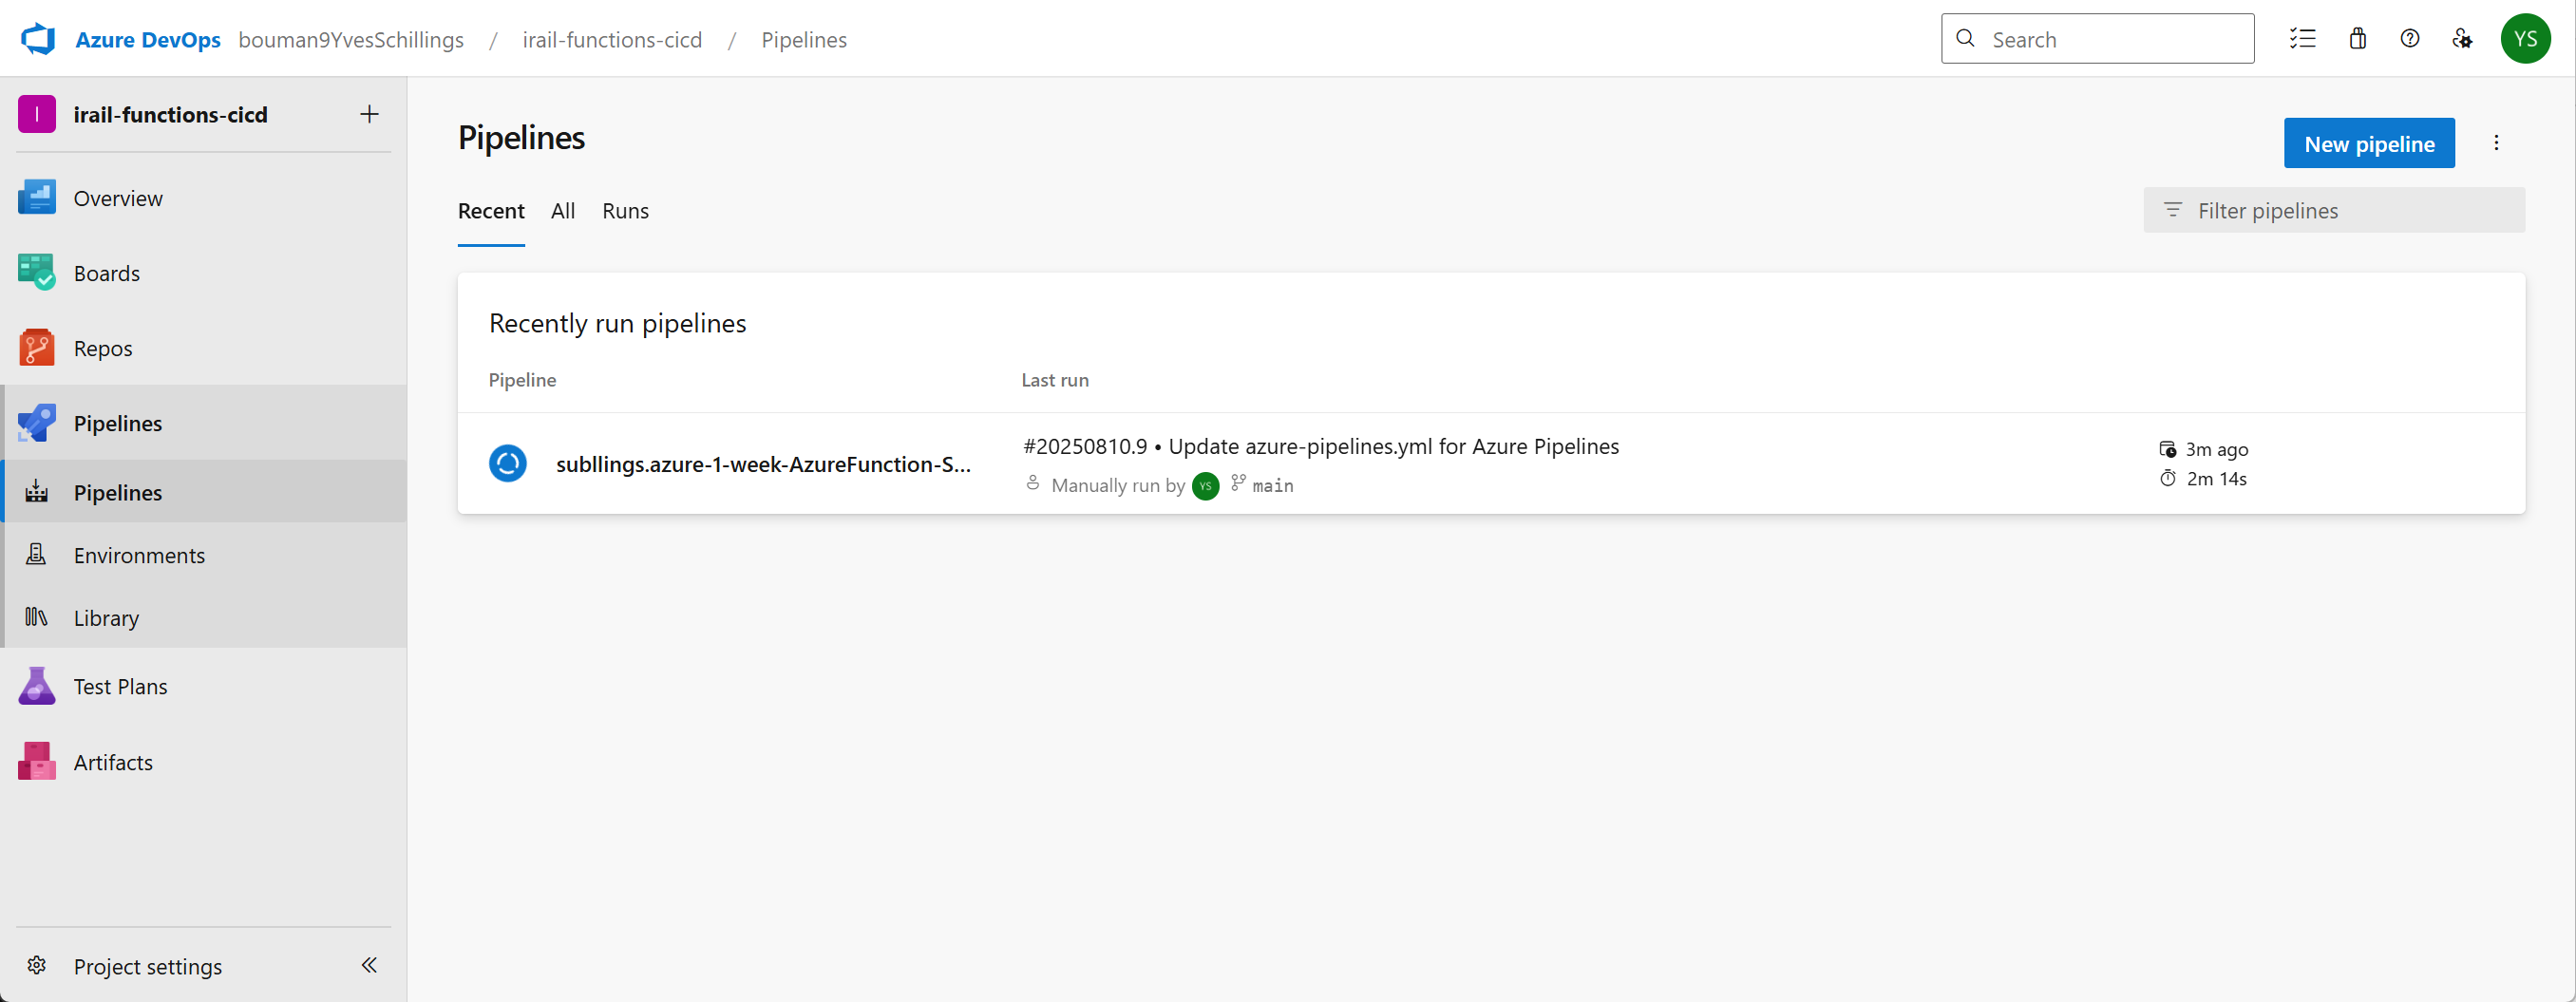 Azure DevOps bouman9YvesSchillings / irail-functions-cicd / Pipelines
Search
YS
I irail-functions-cicd
Overview
Boards
Repos
Pipelines
Pipelines
Environments
Library
Test Plans
Artifacts
Project settings
Pipelines
New pipeline
Recent All Runs
Filter pipelines
Recently run pipelines
Pipeline Last run
subllings.azure-1-week-AzureFunction-S...
#20250810.9 • Update azure-pipelines.yml for Azure Pipelines
Manually run by YS main
3m ago
2m 14s